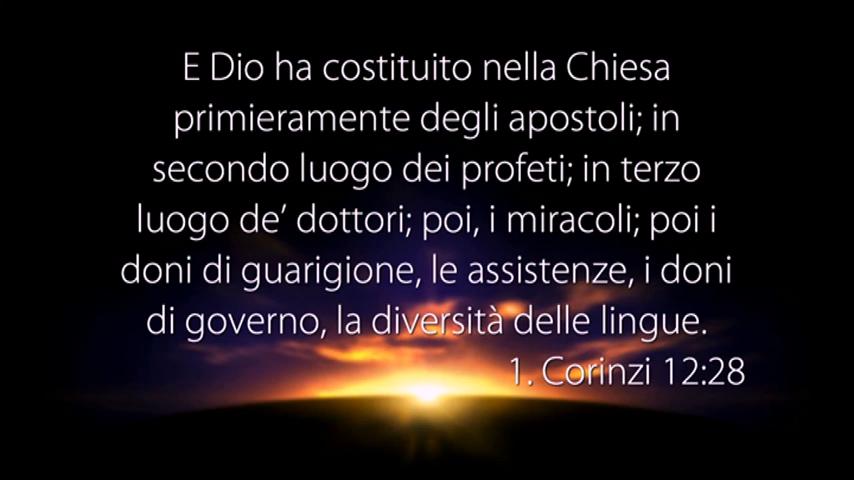 E Dio ha costituito nella Chiesa
primieramente degli apostoli; in
secondo luogo dei profeti; in terzo
luogo de’ dottori; poi, i miracoli; poi i
doni di guarigione, le assistenze, i doni
di governo, la diversità delle lingue.
1. Corinzi 12:28